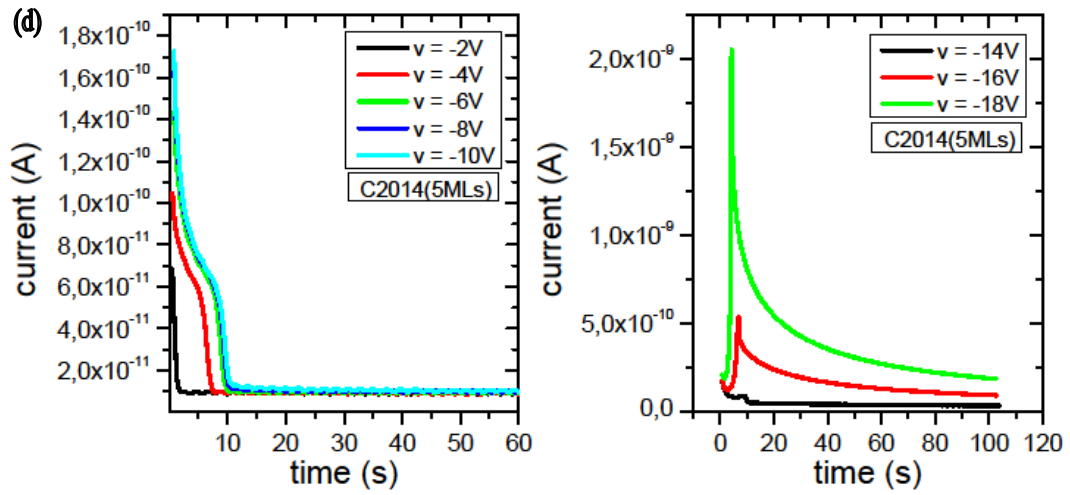 (d)
current (A)
1,8x10⁻¹⁰
1,6x10⁻¹⁰
1,4x10⁻¹⁰
1,2x10⁻¹⁰
1,0x10⁻¹⁰
8,0x10⁻¹¹
6,0x10⁻¹¹
4,0x10⁻¹¹
2,0x10⁻¹¹
v = -2V
v = -4V
v = -6V
v = -8V
v = -10V
C2014(5MLs)
10 20 30 40 50 60
time (s)
current (A)
2,0x10⁻⁹
1,5x10⁻⁹
1,0x10⁻⁹
5,0x10⁻¹⁰
0,0
v = -14V
v = -16V
v = -18V
C2014(5MLs)
0 20 40 60 80 100 120
time (s)